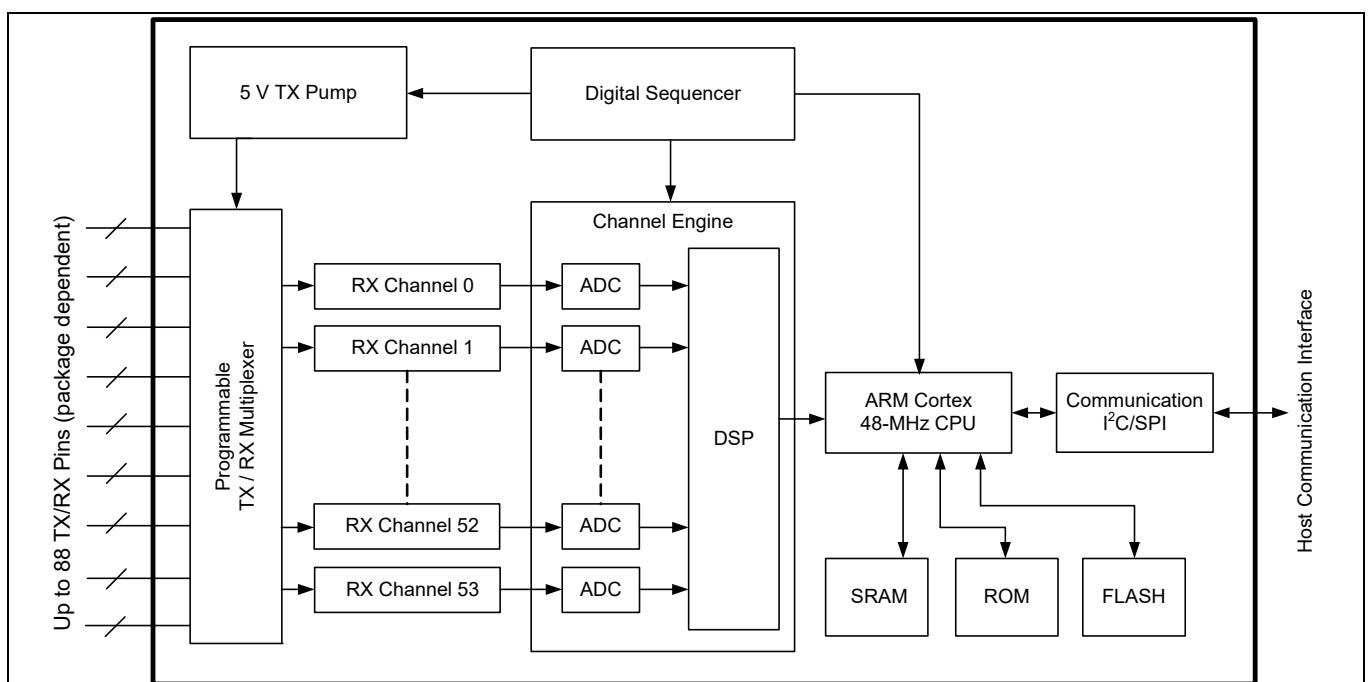 5 V TX Pump
Digital Sequencer
Up to 88 TX/RX Pins (package dependent)
Programmable
TX / RX Multiplexer
Channel Engine
RX Channel 0
ADC
RX Channel 1
ADC
RX Channel 52
ADC
RX Channel 53
ADC
DSP
ARM Cortex
48-MHz CPU
Communication
I²C/SPI
SRAM
ROM
FLASH
Host Communication Interface